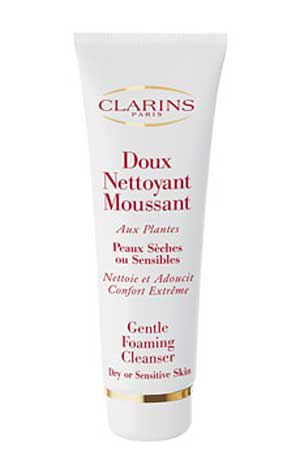 CLARINS
PARIS
Doux
Nettoyant
Moussant
Aux Plantes
Peaux Sèches
ou Sensibles
Nettoie et Adoucit
Confort Extrême
Gentle
Foaming
Cleanser
Dry or Sensitive Skin